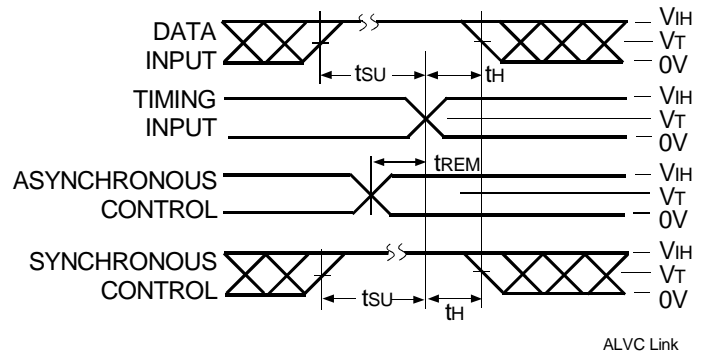 DATA
INPUT
tSU
tH
VIH
VT
0V
TIMING
INPUT
VIH
VT
0V
tREM
ASYNCHRONOUS
CONTROL
VIH
VT
0V
SYNCHRONOUS
CONTROL
tSU
tH
VIH
VT
0V
ALVC Link